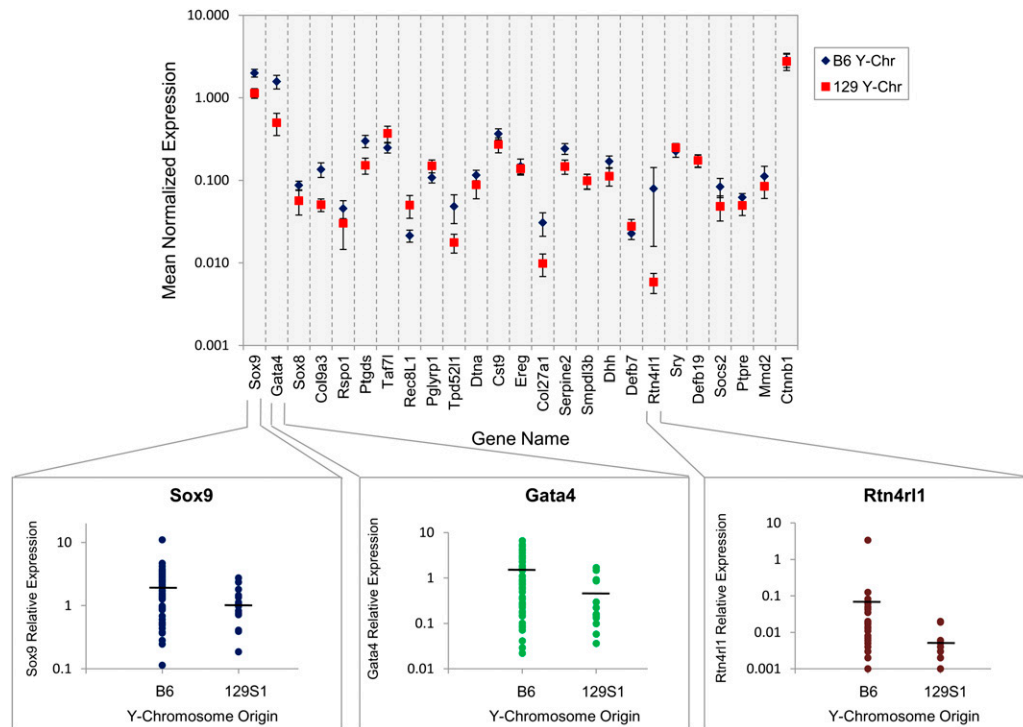 10.000
1.000
0.100
0.010
0.001
Mean Normalized Expression
B6 Y-Chr
129 Y-Chr
Sox9
Gata4
Sox8
Col9a3
Rspo1
Ptgds
Taf7l
Rec8L1
Pglyrp1
Tpd52l1
Dtna
Cst9
Ereg
Col27a1
Serpine2
Smpdl3b
Dhh
Defb7
Rtn4rl1
Sry
Defb19
Socs2
Ptpre
Mmd2
Ctnnb1
Gene Name
Sox9
Sox9 Relative Expression
10
1
0.1
B6 129S1
Y-Chromosome Origin
Gata4
Gata4 Relative Expression
10
1
0.1
0.01
B6 129S1
Y-Chromosome Origin
Rtn4rl1
Rtn4rl1 Relative Expression
10
1
0.1
0.01
0.001
B6 129S1
Y-Chromosome Origin